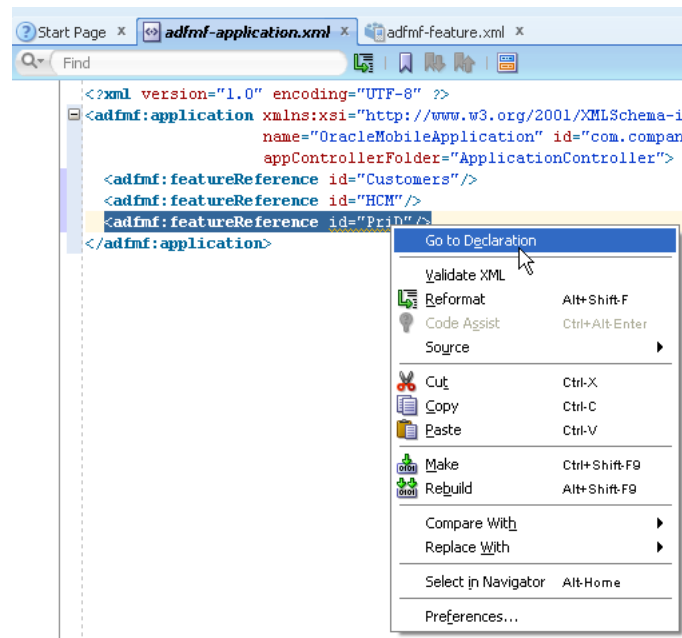 Start Page x adfmf-application.xml x adfmf-feature.xml x
Find
<?xml version="1.0" encoding="UTF-8" ?>
<adfmf:application xmlns:xsi="http://www.w3.org/2001/XMLSchema-i
name="OracleMobileApplication" id="com.compan
appControllerFolder="ApplicationController">
<adfmf:featureReference id="Customers"/>
<adfmf:featureReference id="HCM"/>
<adfmf:featureReference id="PriD"/>
</adfmf:application>
Go to Declaration
Validate XML
Reformat Alt+Shift-F
Code Assist Ctrl+Alt-Enter
Source
Cut Ctrl-X
Copy Ctrl-C
Paste Ctrl-V
Make Ctrl+Shift-F9
Rebuild Alt+Shift-F9
Compare With
Replace With
Select in Navigator Alt-Home
Preferences...